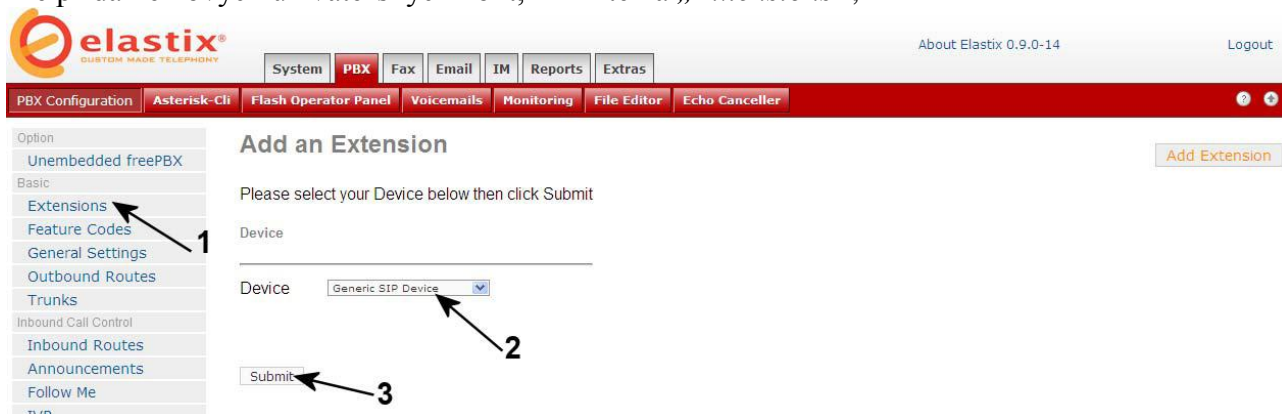 elastix®
CUSTOM MADE TELEPHONY
About Elastix 0.9.0-14
Logout
System PBX Fax Email IM Reports Extras
PBX Configuration Asterisk-Cli Flash Operator Panel Voicemails Monitoring File Editor Echo Canceller
Option
Unembedded freePBX
Basic
Extensions
Feature Codes
General Settings
Outbound Routes
Trunks
Inbound Call Control
Inbound Routes
Announcements
Follow Me
Add an Extension
Add Extension
Please select your Device below then click Submit
Device
Device Generic SIP Device
Submit
1
2
3